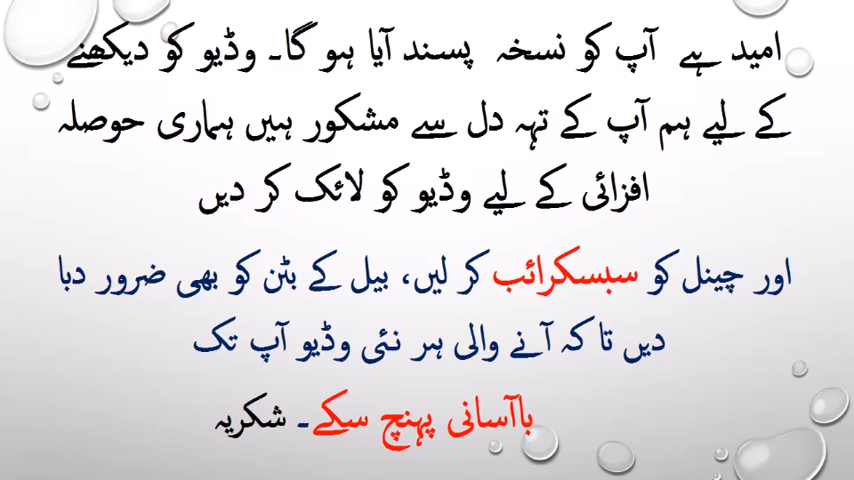 امید ہے آپ کو نسخہ پسند آیا ہو گا۔ وڈیو کو دیکھنے
کے لیے ہم آپ کے تہہ دل سے مشکور ہیں ہماری حوصلہ
افزائی کے لیے وڈیو کو لائک کر دیں
اور چینل کو سبسکرائب کر لیں، بیل کے بٹن کو بھی ضرور دبا
دیں تا کہ آنے والی ہر نئی وڈیو آپ تک
باآسانی پہنچ سکے۔ شکریہ